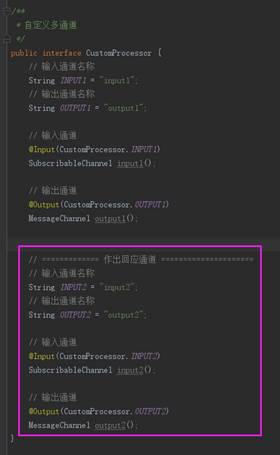 /**
* 自定义多通道
*/
public interface CustomProcessor {
// 输入通道名称
String INPUT1 = "input1";
// 输出通道名称
String OUTPUT1 = "output1";
// 输入通道
@Input(CustomProcessor.INPUT1)
SubscribableChannel input1();
// 输出通道
@Output(CustomProcessor.OUTPUT1)
MessageChannel output1();
// ============= 作出回应通道 =====================
// 输入通道名称
String INPUT2 = "input2";
// 输出通道名称
String OUTPUT2 = "output2";
// 输入通道
@Input(CustomProcessor.INPUT2)
SubscribableChannel input2();
// 输出通道
@Output(CustomProcessor.OUTPUT2)
MessageChannel output2();
}